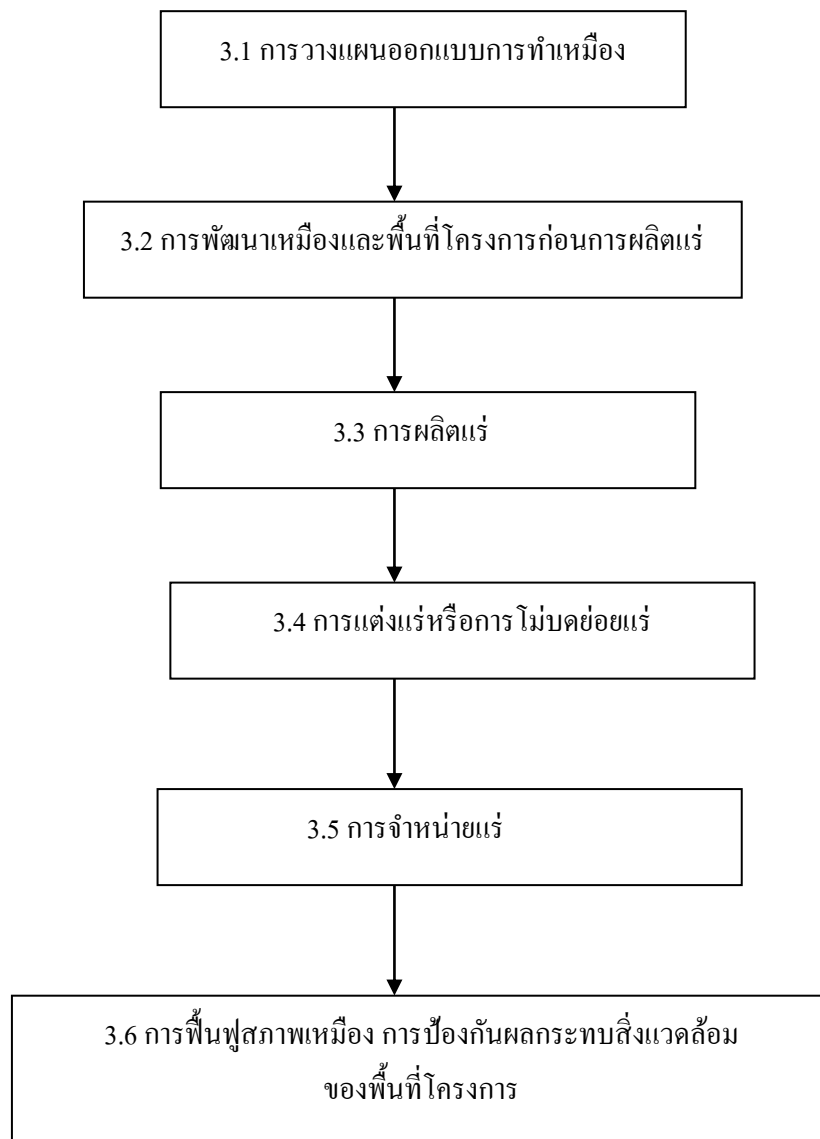 3.1 การวางแผนออกแบบการทำเหมือง
3.2 การพัฒนาเหมืองและพื้นที่โครงการก่อนการผลิตแร่
3.3 การผลิตแร่
3.4 การแต่งแร่หรือการโม่บดย่อยแร่
3.5 การจำหน่ายแร่
3.6 การฟื้นฟูสภาพเหมือง การป้องกันผลกระทบสิ่งแวดล้อม
ของพื้นที่โครงการ